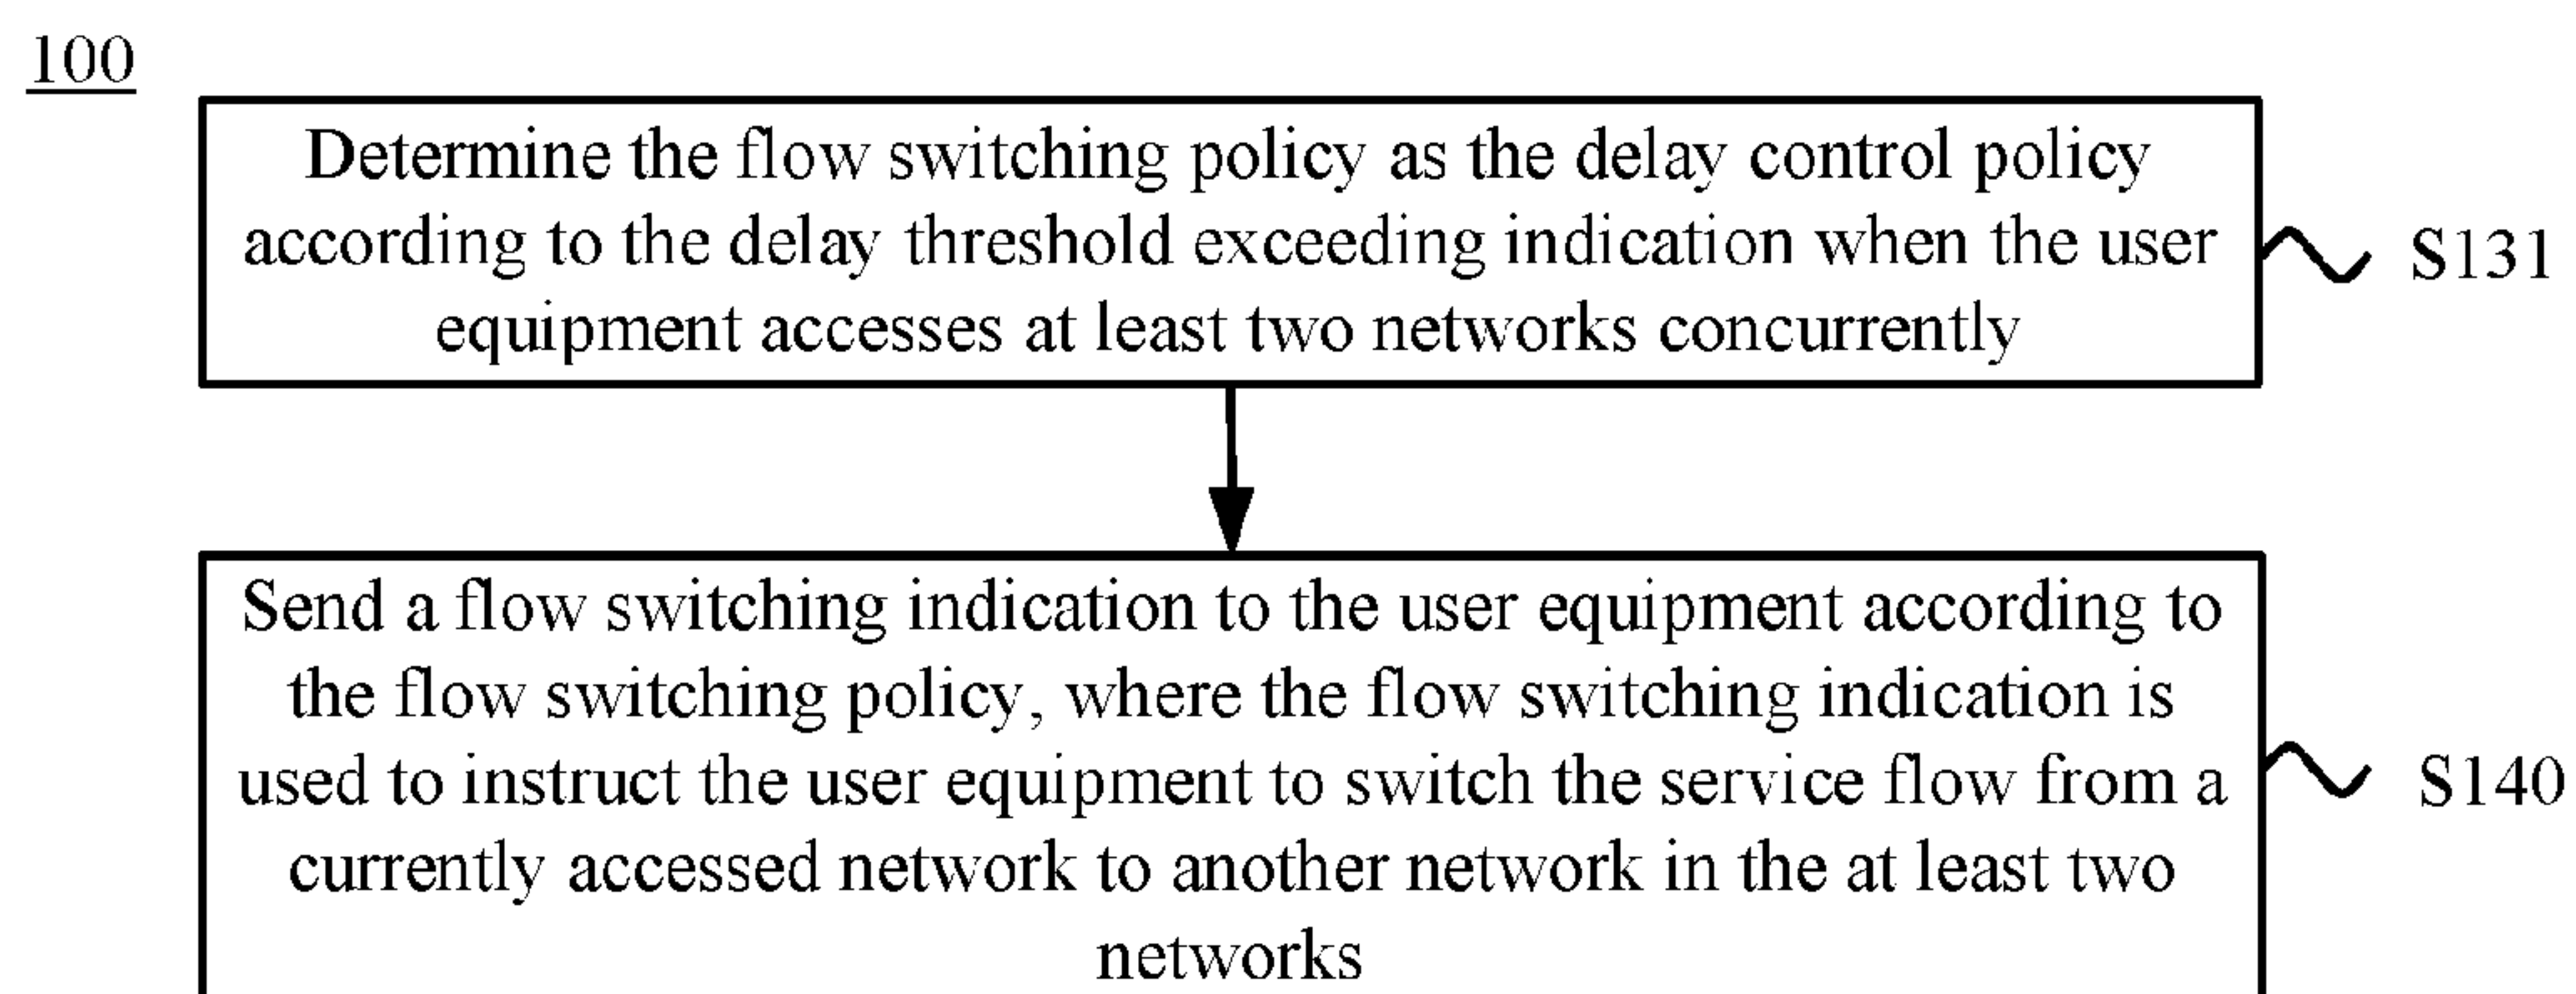 100
Determine the flow switching policy as the delay control policy
according to the delay threshold exceeding indication when the user
equipment accesses at least two networks concurrently
S131
Send a flow switching indication to the user equipment according to
the flow switching policy, where the flow switching indication is
used to instruct the user equipment to switch the service flow from a
currently accessed network to another network in the at least two
networks
S140